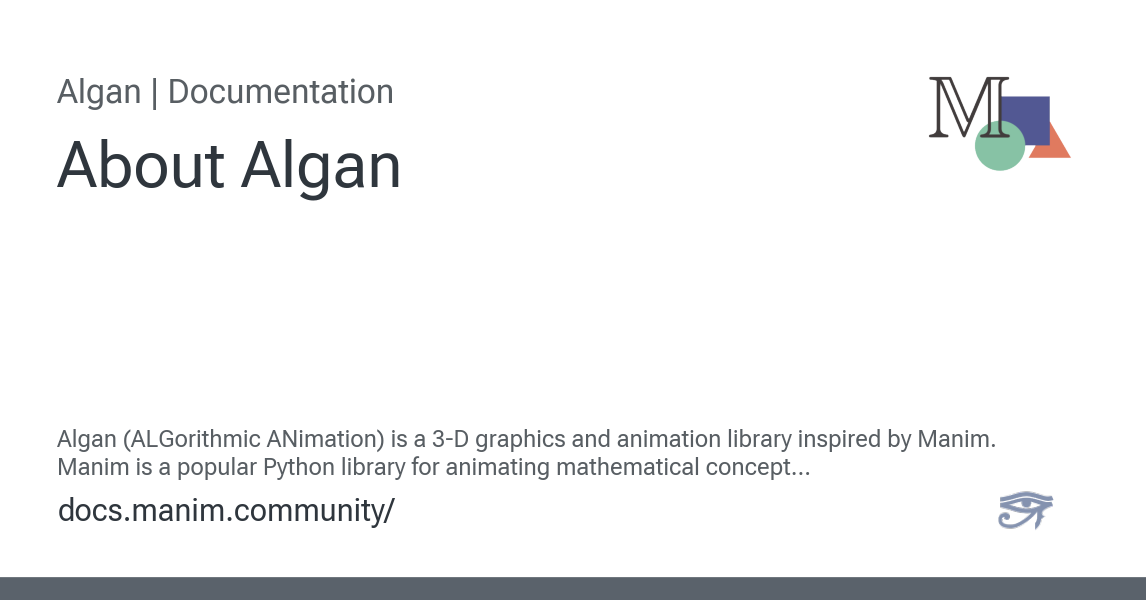 Algan | Documentation
About Algan
M
Algan (ALGorithmic ANimation) is a 3-D graphics and animation library inspired by Manim.
Manim is a popular Python library for animating mathematical concept...
docs.manim.community/